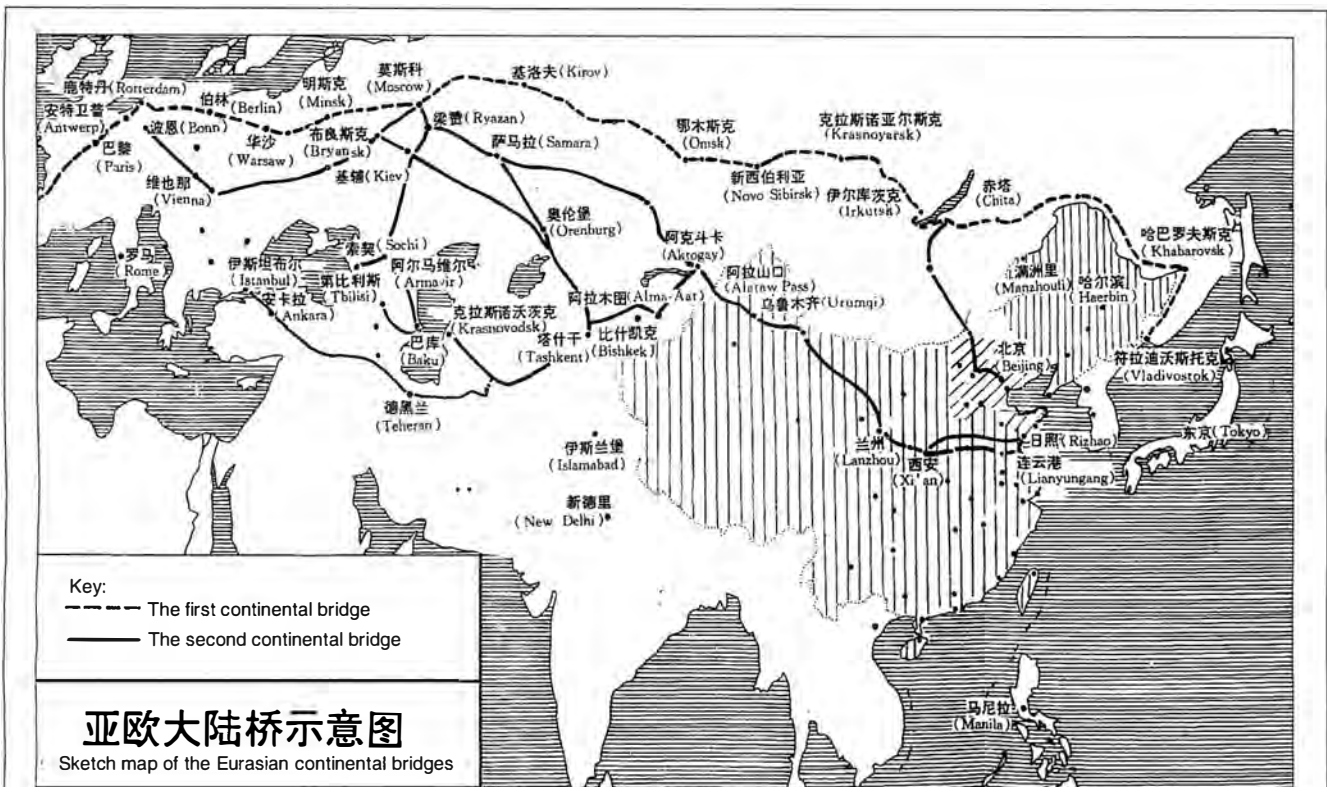 鹿特丹(Rotterdam)
安特卫普
(Antwerp)
巴黎
(Paris)
波恩(Bonn)
伯林(Berlin)
华沙
(Warsaw)
明斯克
(Minsk)
莫斯科
(Moscow)
基洛夫(Kirov)
梁赞(Ryazan)
布良斯克
(Bryansk)
萨马拉(Samara)
维也那
(Vienna)
基辅(Kiev)
鄂木斯克
(Omsk)
克拉斯诺亚尔斯克
(Krasnoyarsk)
新西伯利亚
(Novo Sibirsk)
伊尔库茨克
(Irkutsk)
赤塔
(Chita)
哈巴罗夫斯克
(Khabarovsk)
奥伦堡
(Orenburg)
阿克斗卡
(Aktogay)
阿拉山口
(Alataw Pass)
乌鲁木齐(Urumqi)
满洲里
(Manzhouli)
哈尔滨
(Haerbin)
罗马
(Rome)
伊斯坦布尔
(Istanbul)
安卡拉
(Ankara)
索契(Sochi)
第比利斯
(Tbilisi)
阿尔马维尔
(Armavir)
克拉斯诺沃茨克
(Krasnovodsk)
巴库
(Baku)
阿拉木图(Alma-Aat)
塔什干
(Tashkent)
比什凯克
(Bishkek)
北京
(Beijing)
符拉迪沃斯托克
(Vladivostok)
德黑兰
(Teheran)
伊斯兰堡
(Islamabad)
新德里
(New Delhi)
兰州
(Lanzhou)
西安
(Xi'an)
日照(Rizhao)
连云港
(Lianyungang)
东京(Tokyo)
马尼拉
(Manila)
Key:
The first continental bridge
The second continental bridge
亚欧大陆桥示意图
Sketch map of the Eurasian continental bridges